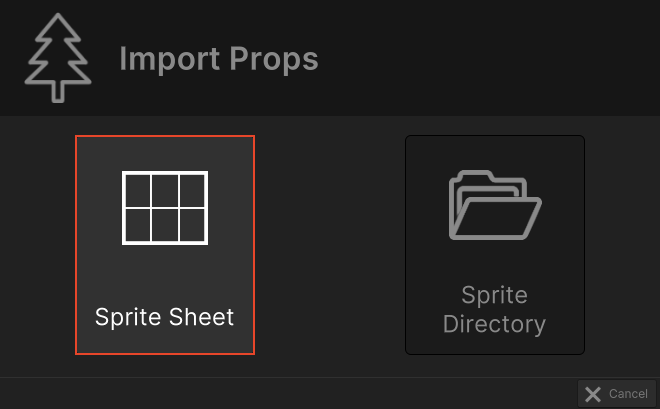 Import Props
Sprite Sheet
Sprite
Directory
Cancel